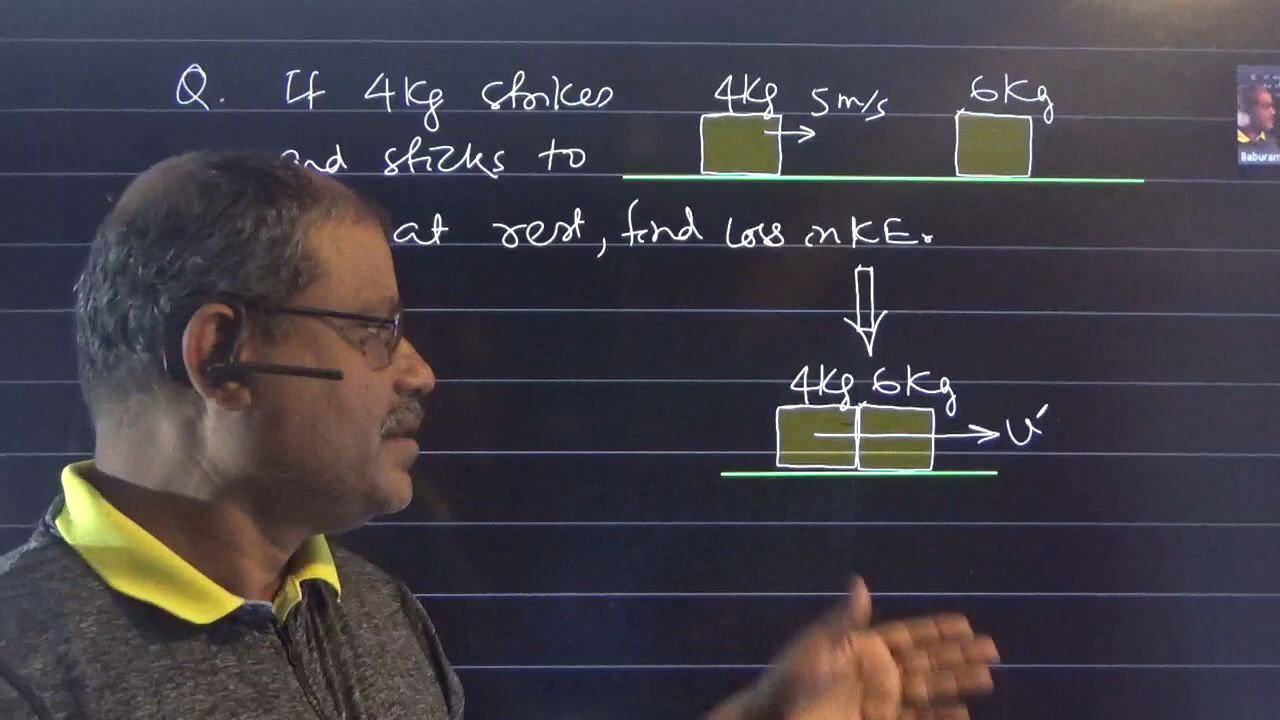 Q. If 4Kg strikes
and sticks to
at rest, find loss in KE.
4Kg 5m/s 6Kg
4Kg 6Kg
v'
Baburam